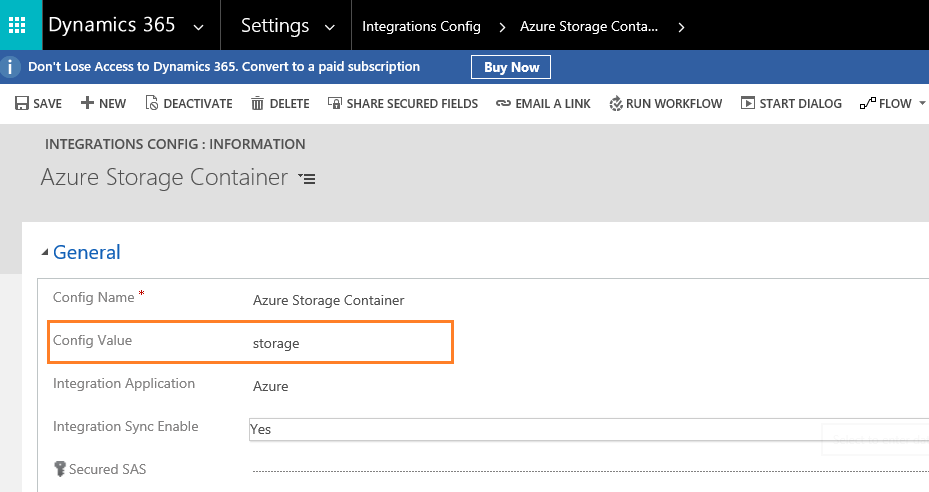 Dynamics 365 Settings Integrations Config Azure Storage Conta...
Don't Lose Access to Dynamics 365. Convert to a paid subscription Buy Now
SAVE NEW DEACTIVATE DELETE SHARE SECURED FIELDS EMAIL A LINK RUN WORKFLOW START DIALOG FLOW
INTEGRATIONS CONFIG : INFORMATION
Azure Storage Container
General
Config Name * Azure Storage Container
Config Value storage
Integration Application Azure
Integration Sync Enable Yes
Secured SAS